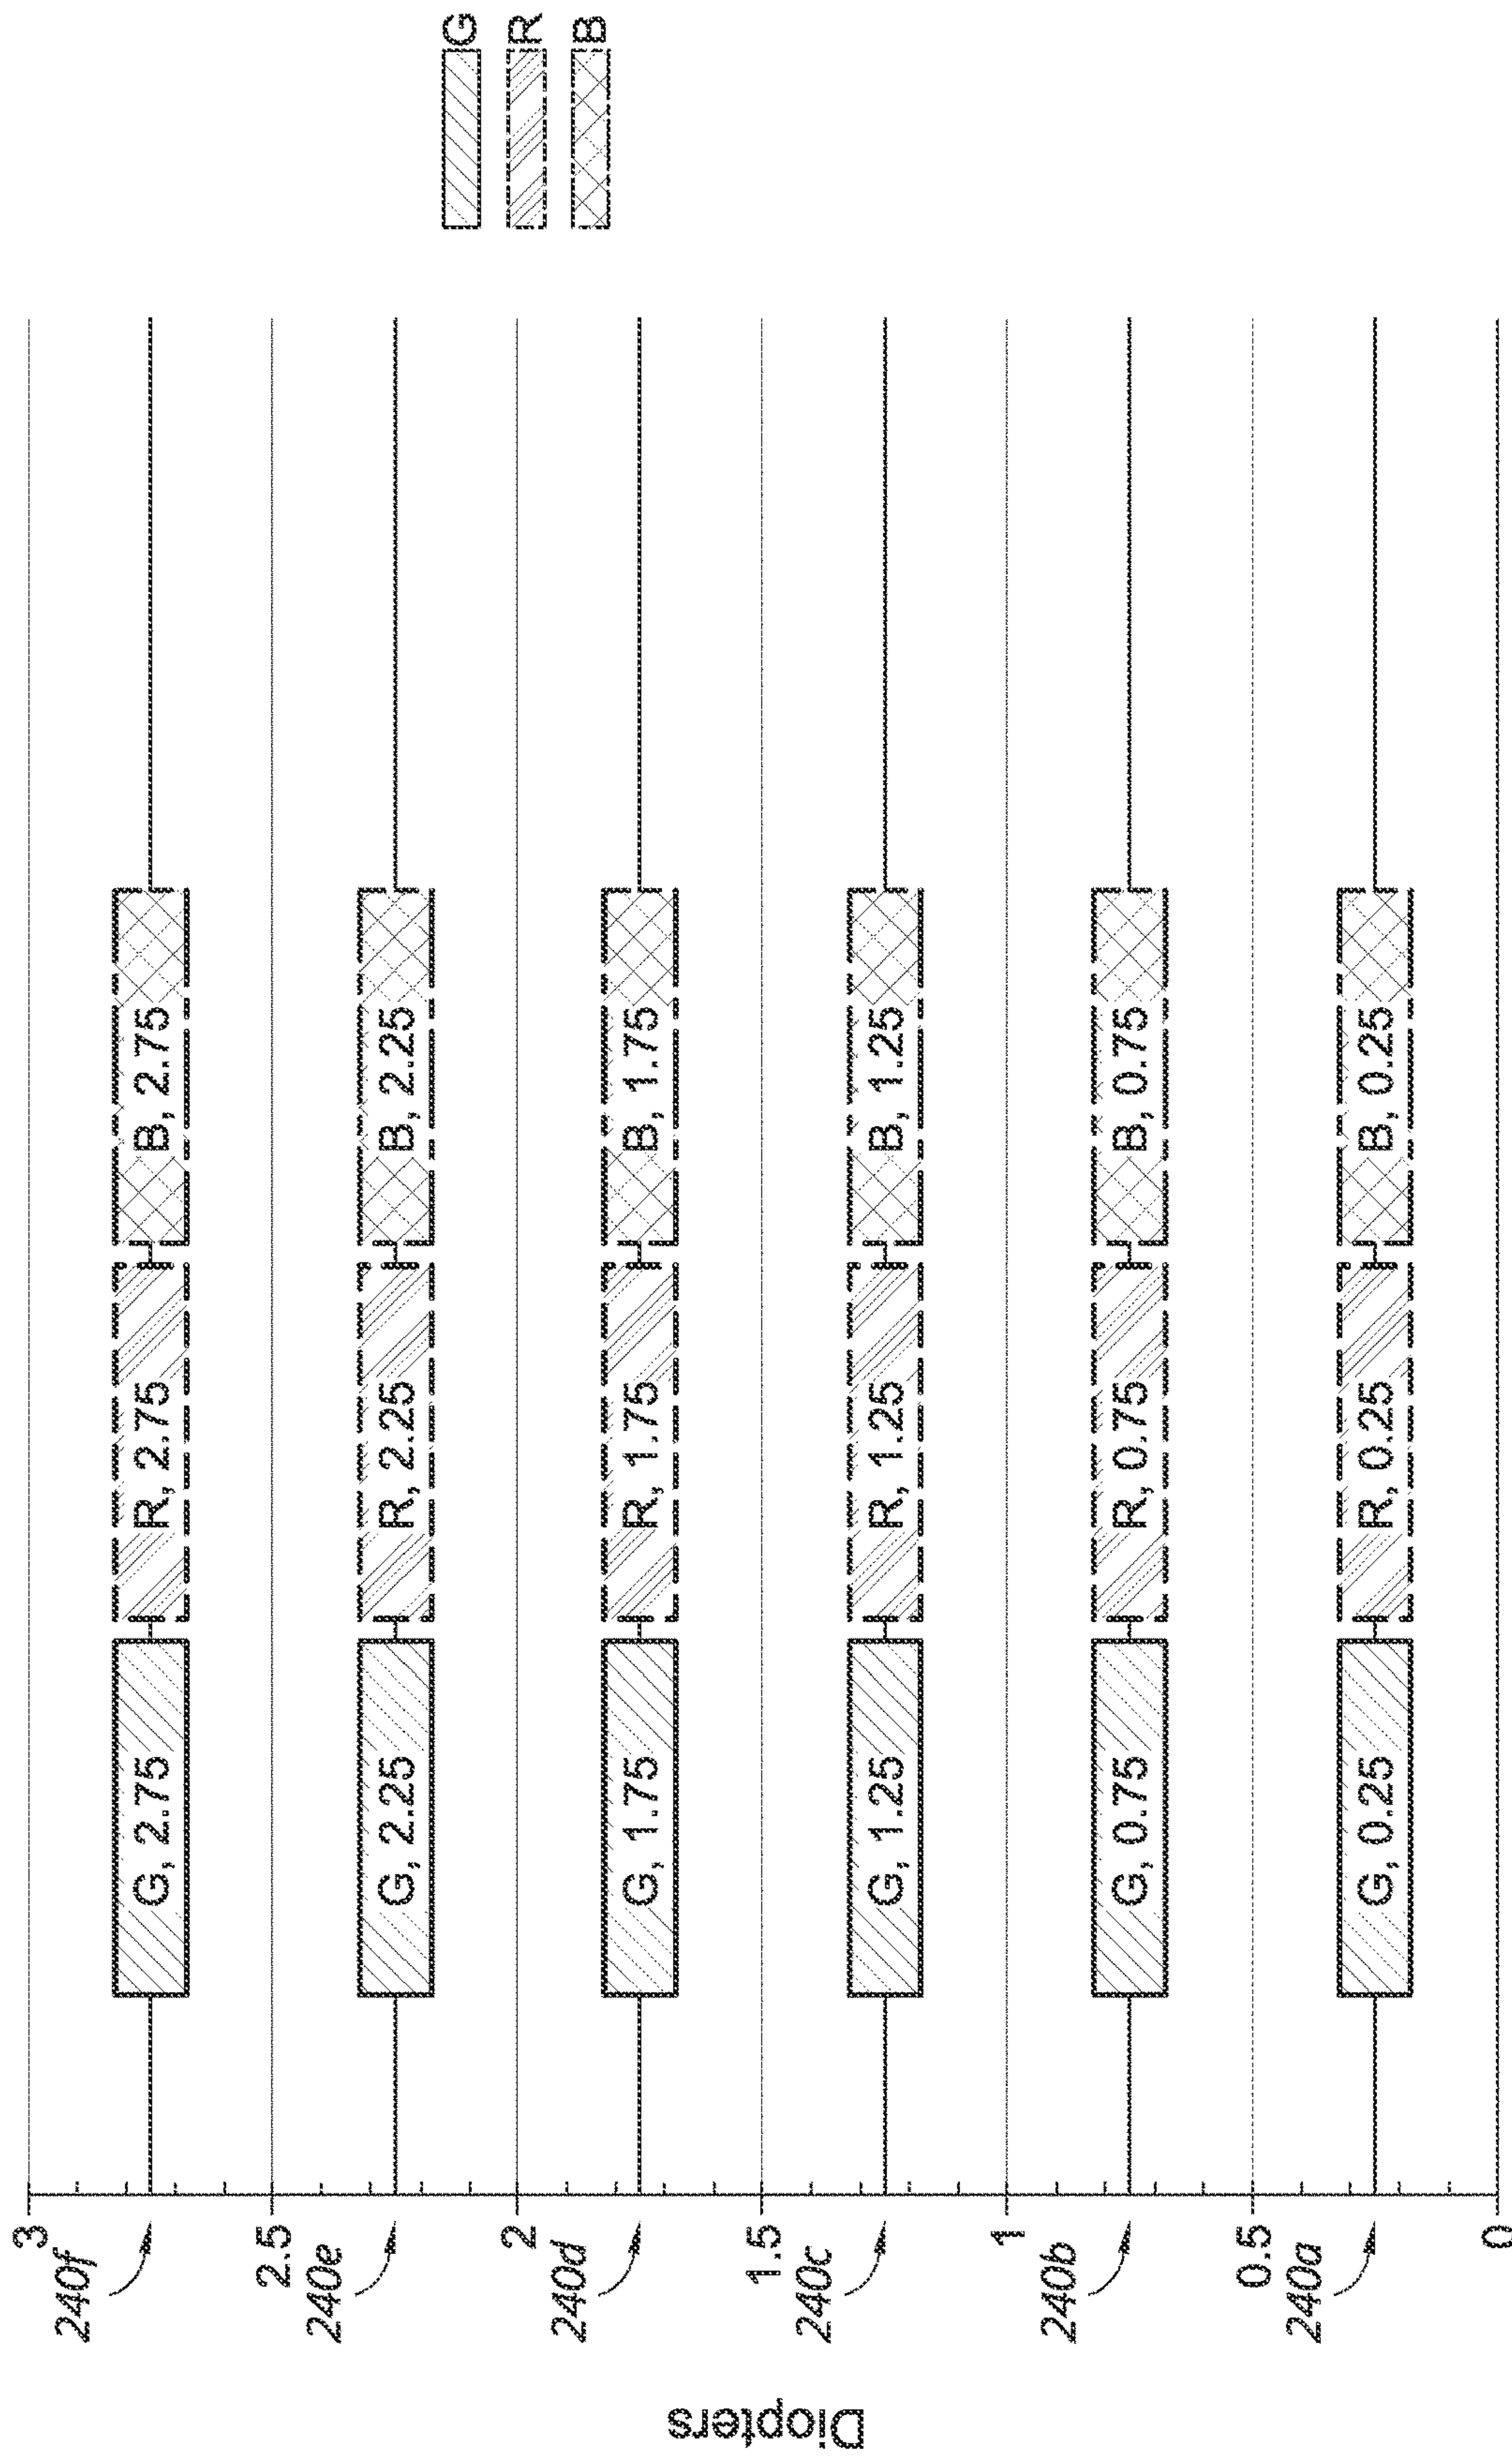 Diopters
3
240f
G, 2.75
R, 2.75
B, 2.75
2.5
240e
G, 2.25
R, 2.25
B, 2.25
2
240d
G, 1.75
R, 1.75
B, 1.75
1.5
240c
G, 1.25
R, 1.25
B, 1.25
1
240b
G, 0.75
R, 0.75
B, 0.75
0.5
240a
G, 0.25
R, 0.25
B, 0.25
0
G
R
B